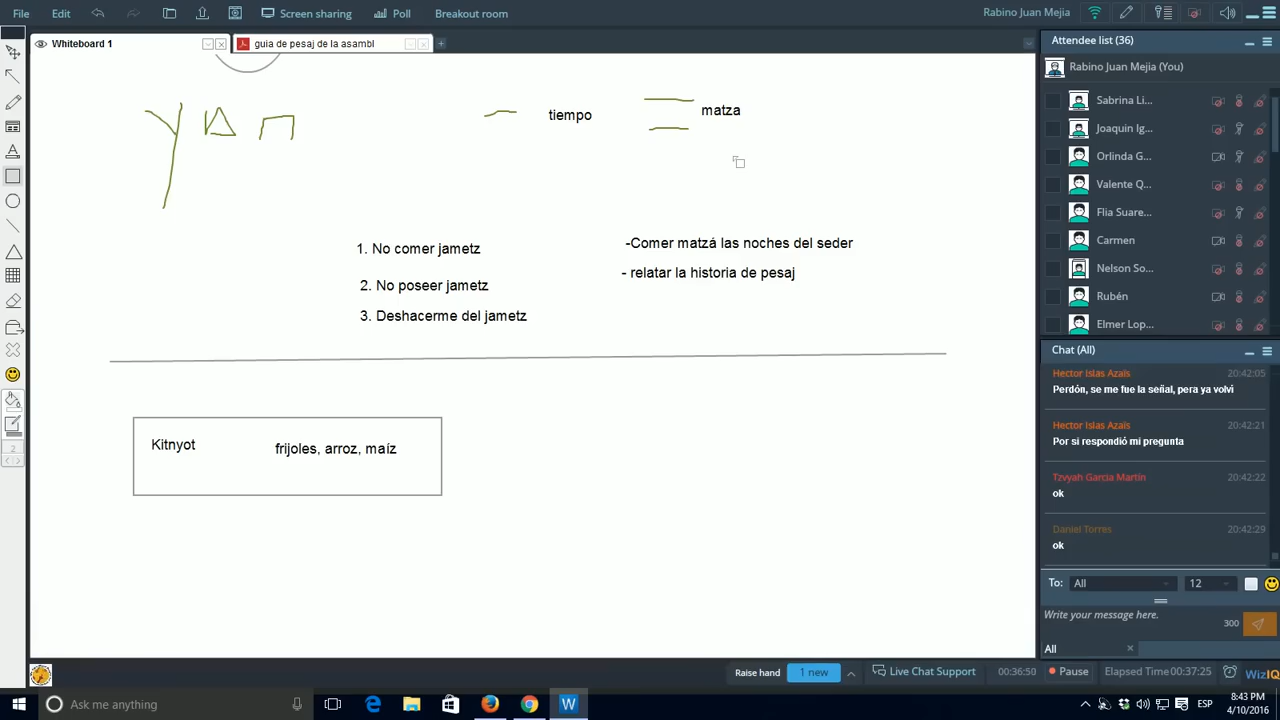 File Edit Screen sharing Poll Breakout room Rabino Juan Mejia
Whiteboard 1 guia de pesaj de la asambl
Attendee list (36)
Rabino Juan Mejia (You)
Sabrina Li...
Joaquin Ig...
Orlinda G...
Valente Q...
Flia Suare...
Carmen
Nelson So...
Rubén
Elmer Lop...
ץמח
tiempo
matza
1. No comer jametz
2. No poseer jametz
3. Deshacerme del jametz
-Comer matzá las noches del seder
- relatar la historia de pesaj
Kitnyot frijoles, arroz, maíz
Chat (All)
Hector Islas Azaïs 20:42:05
Perdón, se me fue la señal, pera ya volvi
Hector Islas Azaïs 20:42:21
Por si respondió mi pregunta
Tzvyah Garcia Martín 20:42:22
ok
Daniel Torres 20:42:29
ok
To: All 12
Write your message here. 300
All
2
Raise hand 1 new Live Chat Support 00:36:50 Pause Elapsed Time 00:37:25 WizIQ
Ask me anything
ESP
8:43 PM
4/10/2016